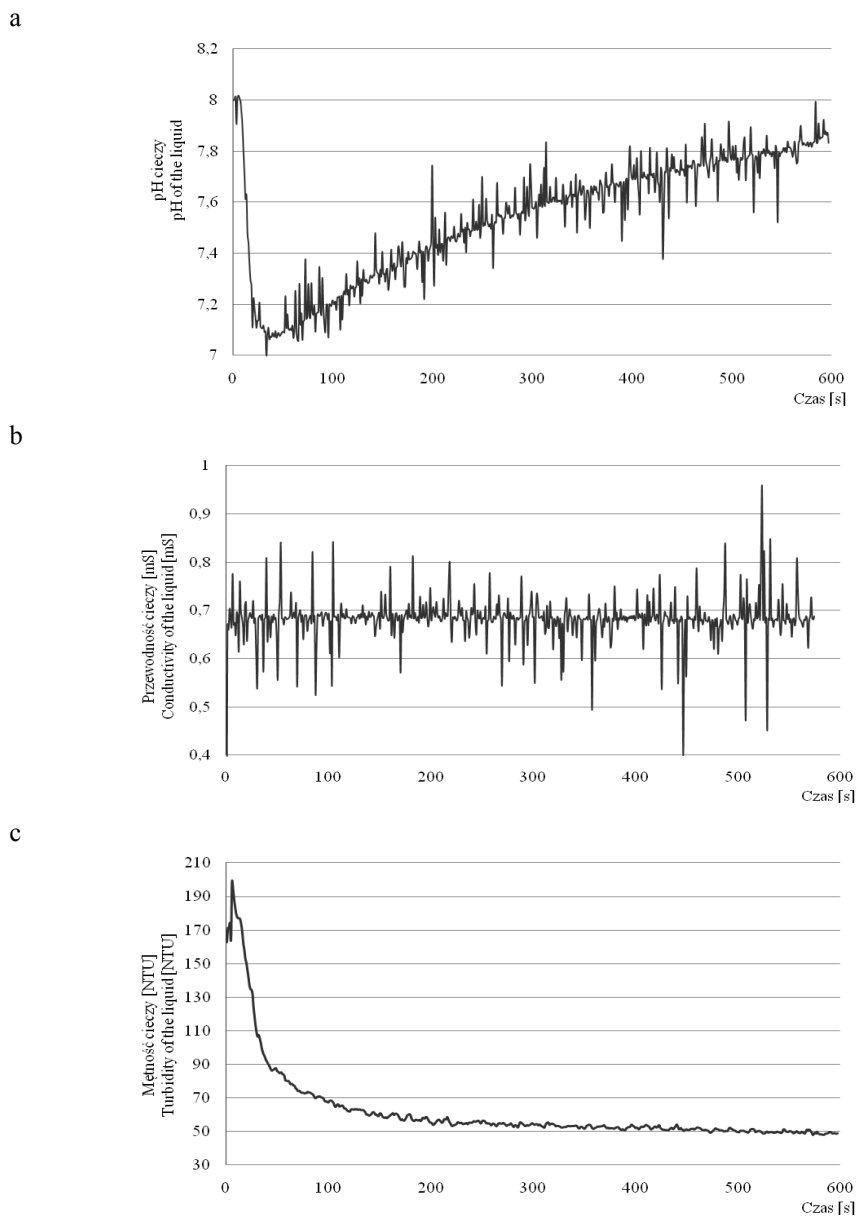 a
8,2
8
7,8
7,6
7,4
7,2
7
pH cieczy
pH of the liquid
0 100 200 300 400 500 600
Czas [s]
b
1
0,9
0,8
0,7
0,6
0,5
0,4
Przewodność cieczy [mS]
Conductivity of the liquid [mS]
0 100 200 300 400 500 600
Czas [s]
c
210
190
170
150
130
110
90
70
50
30
Mętność cieczy [NTU]
Turbidity of the liquid [NTU]
0 100 200 300 400 500 600
Czas [s]